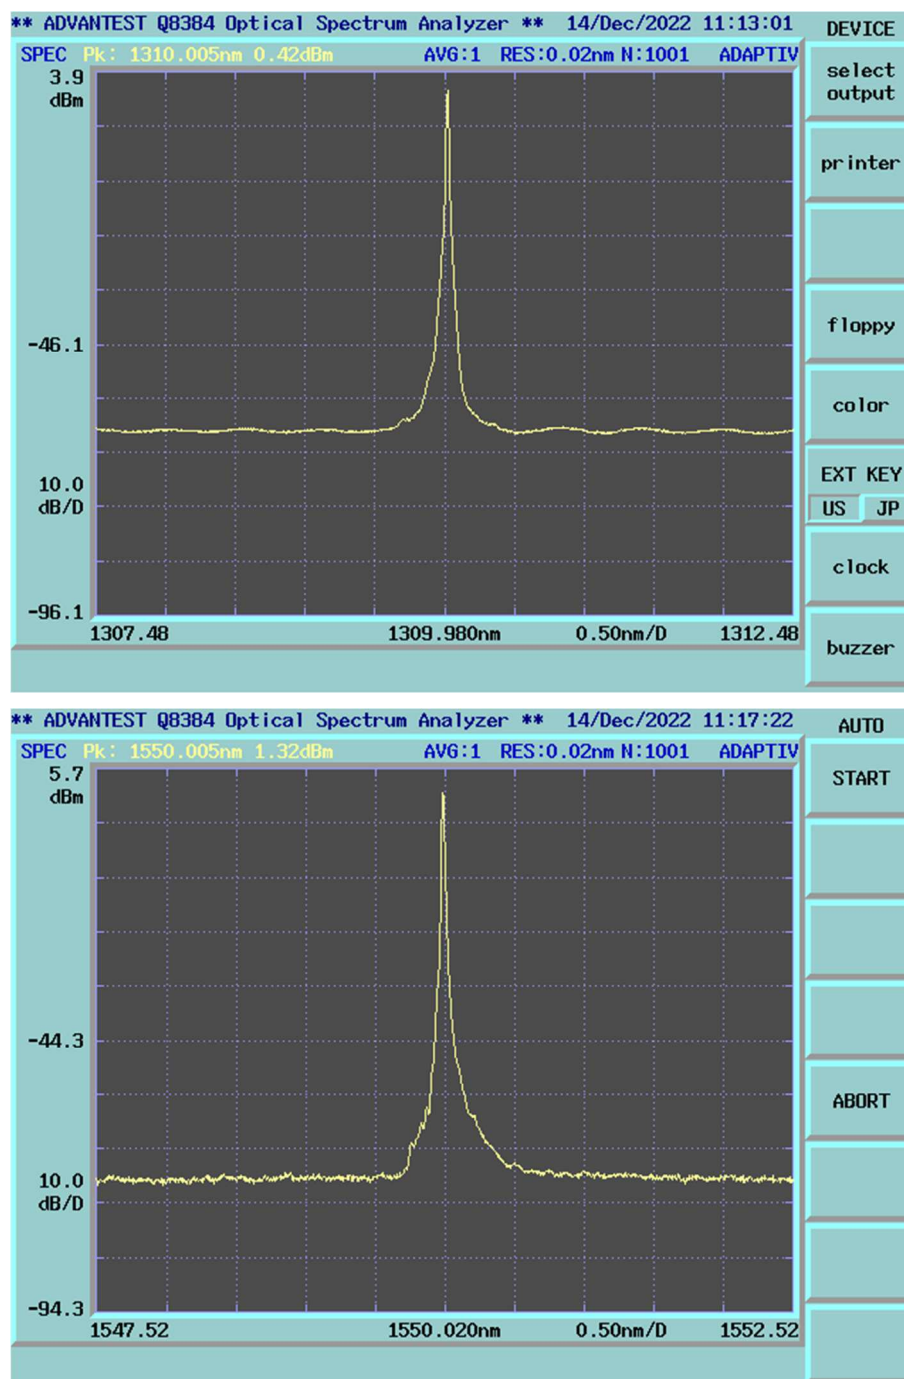 ** ADVANTEST Q8384 Optical Spectrum Analyzer ** 14/Dec/2022 11:13:01
DEVICE
SPEC Pk: 1310.005nm 0.42dBm AVG:1 RES:0.02nm N:1001 ADAPTIV
3.9
dBm
-46.1
10.0
dB/D
-96.1
1307.48 1309.980nm 0.50nm/D 1312.48
select
output
printer
floppy
color
EXT KEY
US JP
clock
buzzer
** ADVANTEST Q8384 Optical Spectrum Analyzer ** 14/Dec/2022 11:17:22
AUTO
SPEC Pk: 1550.005nm 1.32dBm AVG:1 RES:0.02nm N:1001 ADAPTIV
5.7
dBm
-44.3
10.0
dB/D
-94.3
1547.52 1550.020nm 0.50nm/D 1552.52
START
ABORT